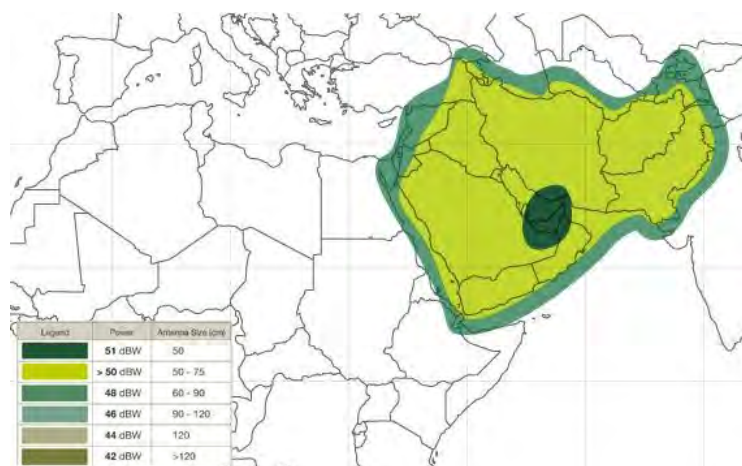 Legend Power Antenna Size (cm)
51 dBW 50
> 50 dBW 50 - 75
48 dBW 60 - 90
46 dBW 90 - 120
44 dBW 120
42 dBW >120